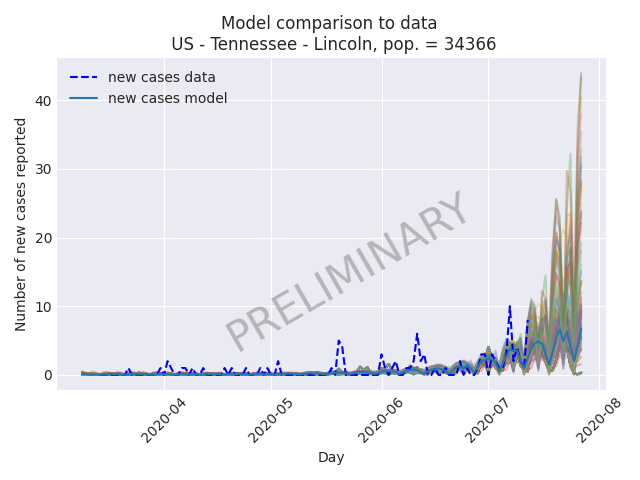 Model comparison to data
US - Tennessee - Lincoln, pop. = 34366
new cases data
new cases model
PRELIMINARY
Number of new cases reported
40
30
20
10
0
2020-04
2020-05
2020-06
2020-07
2020-08
Day